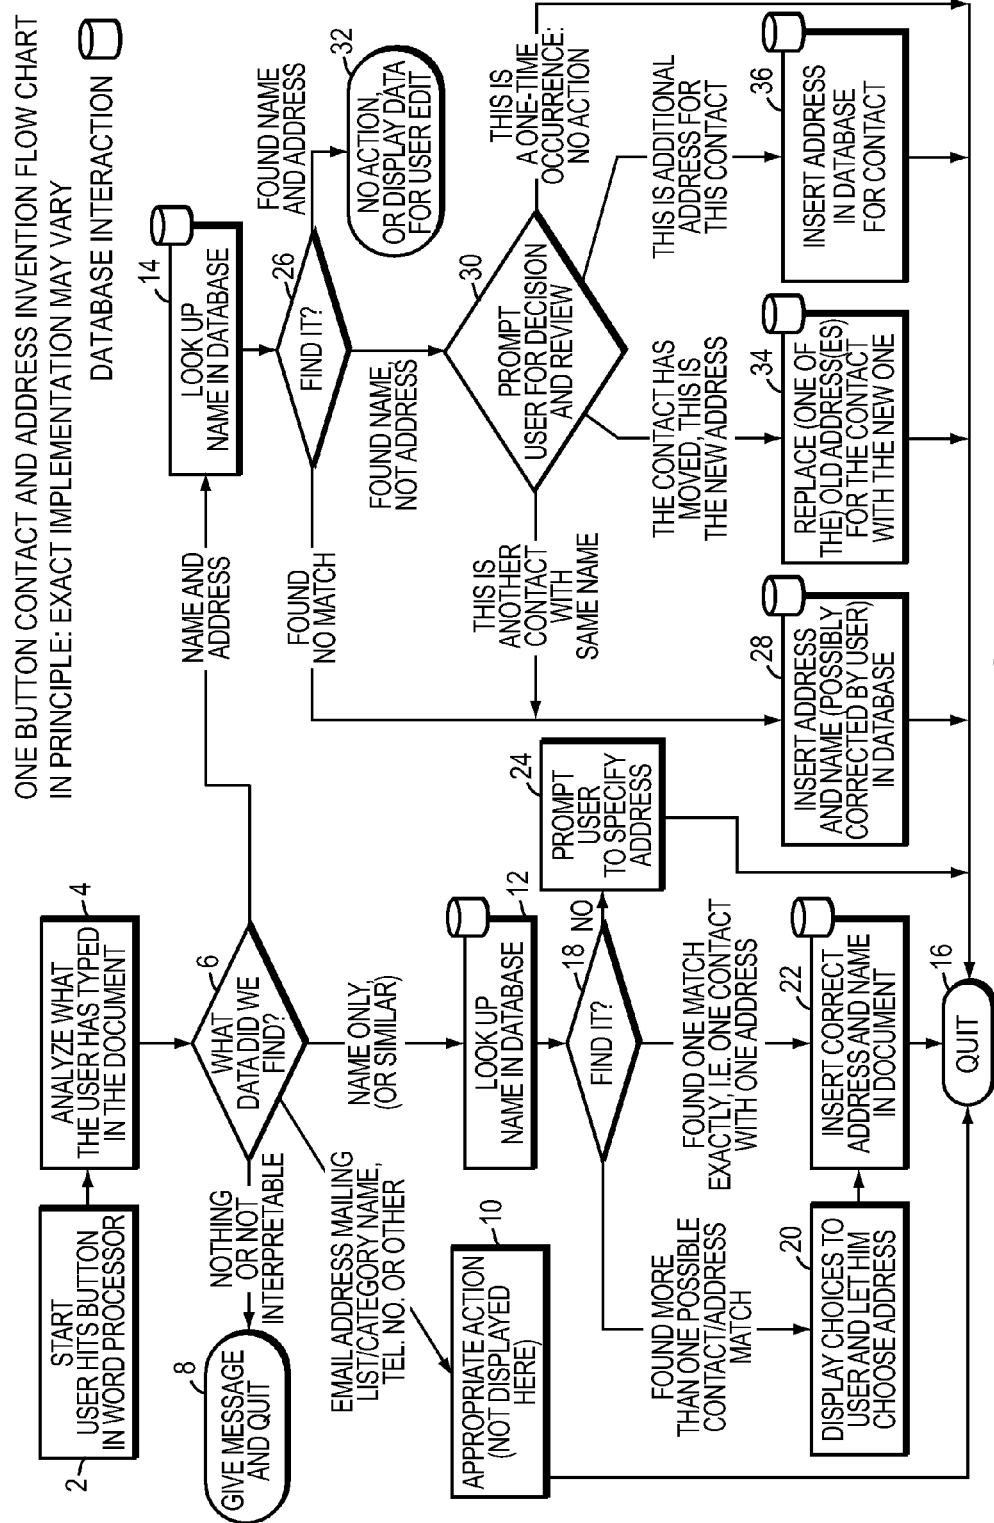 ONE BUTTON CONTACT AND ADDRESS INVENTION FLOW CHART
IN PRINCIPLE: EXACT IMPLEMENTATION MAY VARY
DATABASE INTERACTION
2
START
USER HITS BUTTON
IN WORD PROCESSOR
4
ANALYZE WHAT
THE USER HAS TYPED
IN THE DOCUMENT
6
WHAT
DATA DID WE
FIND?
NOTHING
OR NOT
INTERPRETABLE
8
GIVE MESSAGE
AND QUIT
EMAIL ADDRESS MAILING
LIST/CATEGORY NAME,
TEL. NO. OR OTHER
10
APPROPRIATE ACTION
(NOT DISPLAYED
HERE)
NAME ONLY,
(OR SIMILAR)
12
LOOK UP
NAME IN DATABASE
NAME AND
ADDRESS
14
LOOK UP
NAME IN DATABASE
18
FIND IT?
NO
24
PROMPT
USER
TO SPECIFY
ADDRESS
FOUND MORE
THAN ONE POSSIBLE
CONTACT/ADDRESS
MATCH
FOUND ONE MATCH
EXACTLY, I.E. ONE CONTACT
WITH ONE ADDRESS
20
DISPLAY CHOICES TO
USER AND LET HIM
CHOOSE ADDRESS
22
INSERT CORRECT
ADDRESS AND NAME
IN DOCUMENT
16
QUIT
26
FIND IT?
FOUND
NO MATCH
FOUND NAME,
NOT ADDRESS
FOUND NAME
AND ADDRESS
32
NO ACTION,
OR DISPLAY DATA
FOR USER EDIT
30
PROMPT
USER FOR DECISION
AND REVIEW
THIS IS
ANOTHER
CONTACT
WITH
SAME NAME
THE CONTACT HAS
MOVED, THIS IS
THE NEW ADDRESS
THIS IS ADDITIONAL
ADDRESS FOR
THIS CONTACT
THIS IS
A ONE-TIME
OCCURRENCE:
NO ACTION
28
INSERT ADDRESS
AND NAME (POSSIBLY
CORRECTED BY USER)
IN DATABASE
34
REPLACE (ONE OF
THE) OLD ADDRESS(ES)
FOR THE CONTACT
WITH THE NEW ONE
36
INSERT ADDRESS
IN DATABASE
FOR CONTACT